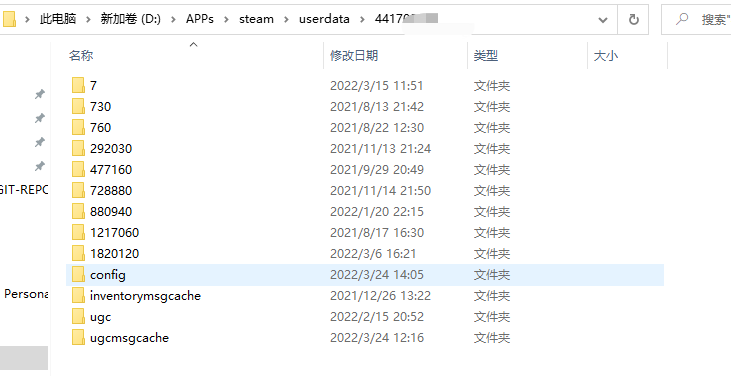 此电脑 > 新加卷 (D:) > APPs > steam > userdata > 4417 搜索"
名称 修改日期 类型 大小
7 2022/3/15 11:51 文件夹
730 2021/8/13 21:42 文件夹
760 2021/8/22 12:30 文件夹
292030 2021/11/13 21:24 文件夹
477160 2021/9/29 20:49 文件夹
728880 2021/11/14 21:50 文件夹
880940 2022/1/20 22:15 文件夹
1217060 2021/8/17 16:30 文件夹
1820120 2022/3/6 16:21 文件夹
config 2022/3/24 14:05 文件夹
inventorymsgcache 2021/12/26 13:22 文件夹
ugc 2022/2/15 20:52 文件夹
ugcmsgcache 2022/3/24 12:16 文件夹
GIT-REPO
Persona